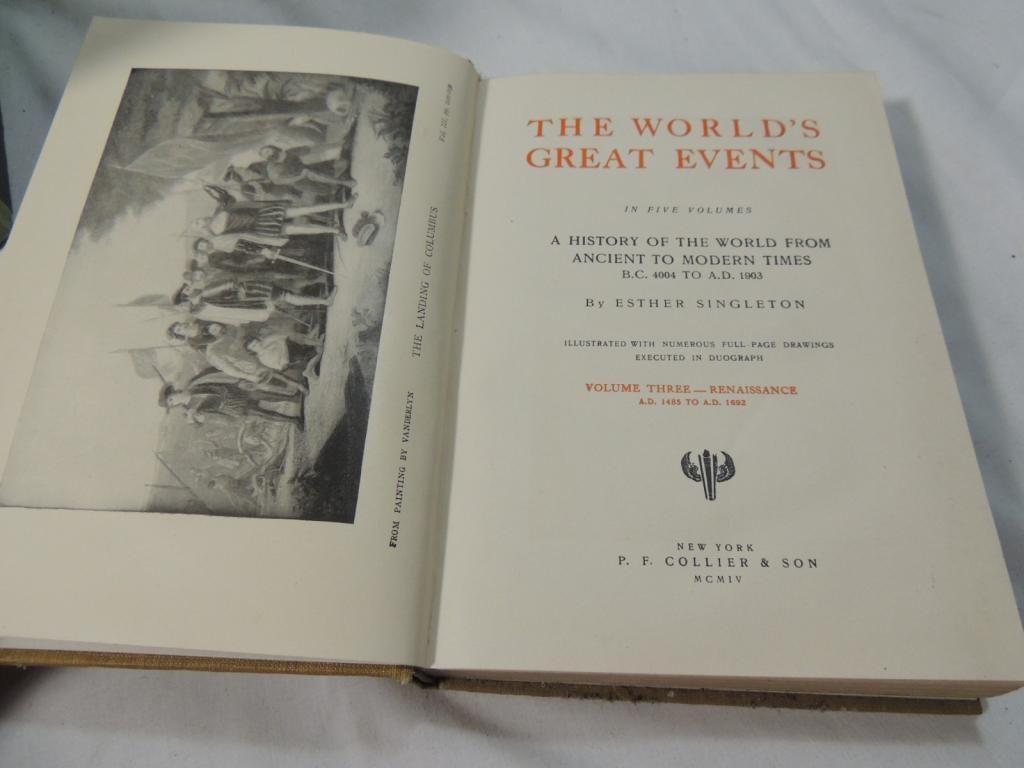 FROM PAINTING BY VANDERLYN THE LANDING OF COLUMBUS
THE WORLD'S
GREAT EVENTS
IN FIVE VOLUMES
A HISTORY OF THE WORLD FROM
ANCIENT TO MODERN TIMES
B.C. 4004 TO A.D. 1903
By ESTHER SINGLETON
ILLUSTRATED WITH NUMEROUS FULL PAGE DRAWINGS
EXECUTED IN DUOGRAPH
VOLUME THREE — RENAISSANCE
A.D. 1485 TO A.D. 1692
NEW YORK
P. F. COLLIER & SON
MCMIV